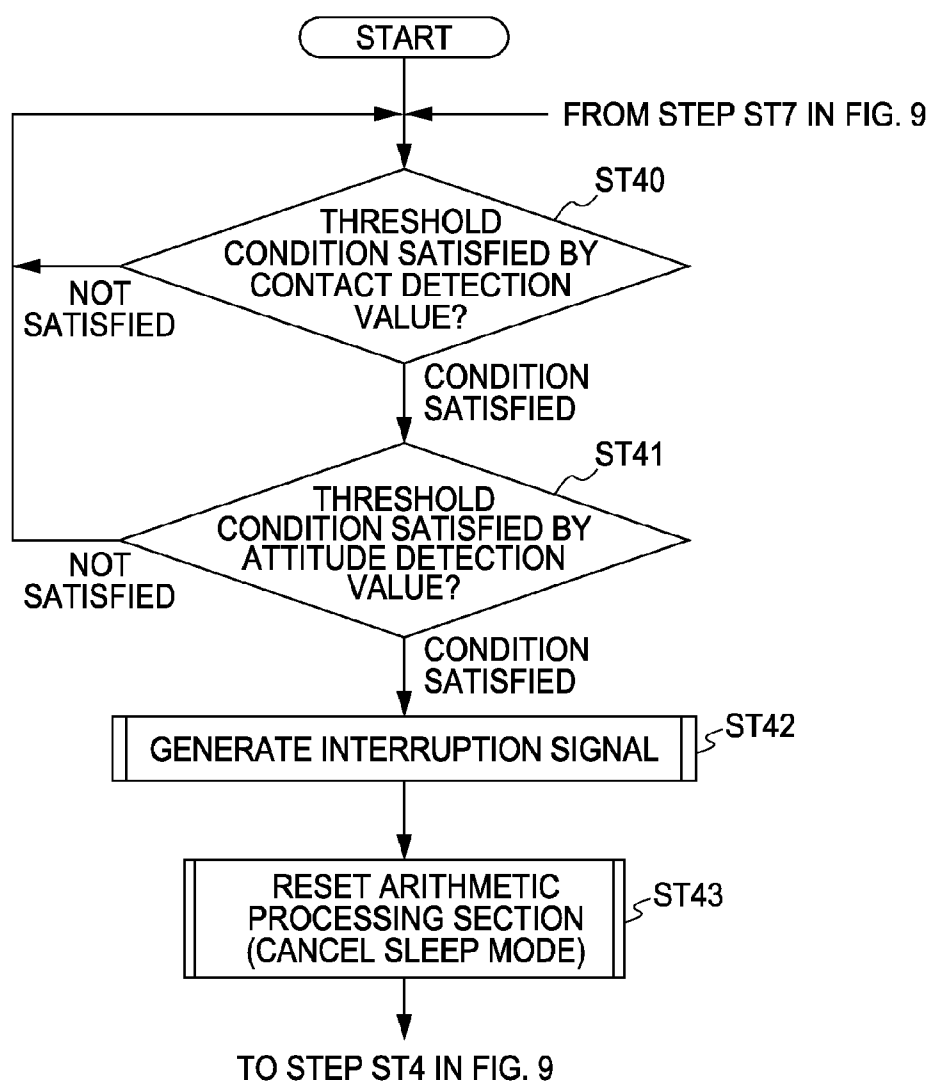 START
FROM STEP ST7 IN FIG. 9
ST40
THRESHOLD
CONDITION SATISFIED BY
CONTACT DETECTION
VALUE?
NOT
SATISFIED
CONDITION
SATISFIED
ST41
THRESHOLD
CONDITION SATISFIED BY
ATTITUDE DETECTION
VALUE?
NOT
SATISFIED
CONDITION
SATISFIED
GENERATE INTERRUPTION SIGNAL
ST42
RESET ARITHMETIC
PROCESSING SECTION
(CANCEL SLEEP MODE)
ST43
TO STEP ST4 IN FIG. 9